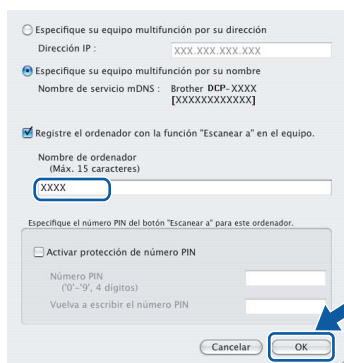 Especifique su equipo multifunción por su dirección
Dirección IP :
XXX.XXX.XXX.XXX
Especifique su equipo multifunción por su nombre
Nombre de servicio mDNS : Brother DCP-XXXX
[XXXXXXXXXXXX]
Registre el ordenador con la función "Escanear a" en el equipo.
Nombre de ordenador
(Máx. 15 caracteres)
XXXX
Especifique el número PIN del botón "Escanear a" para este ordenador.
Activar protección de número PIN
Número PIN
('0'-'9', 4 dígitos)
Vuelva a escribir el número PIN
Cancelar OK